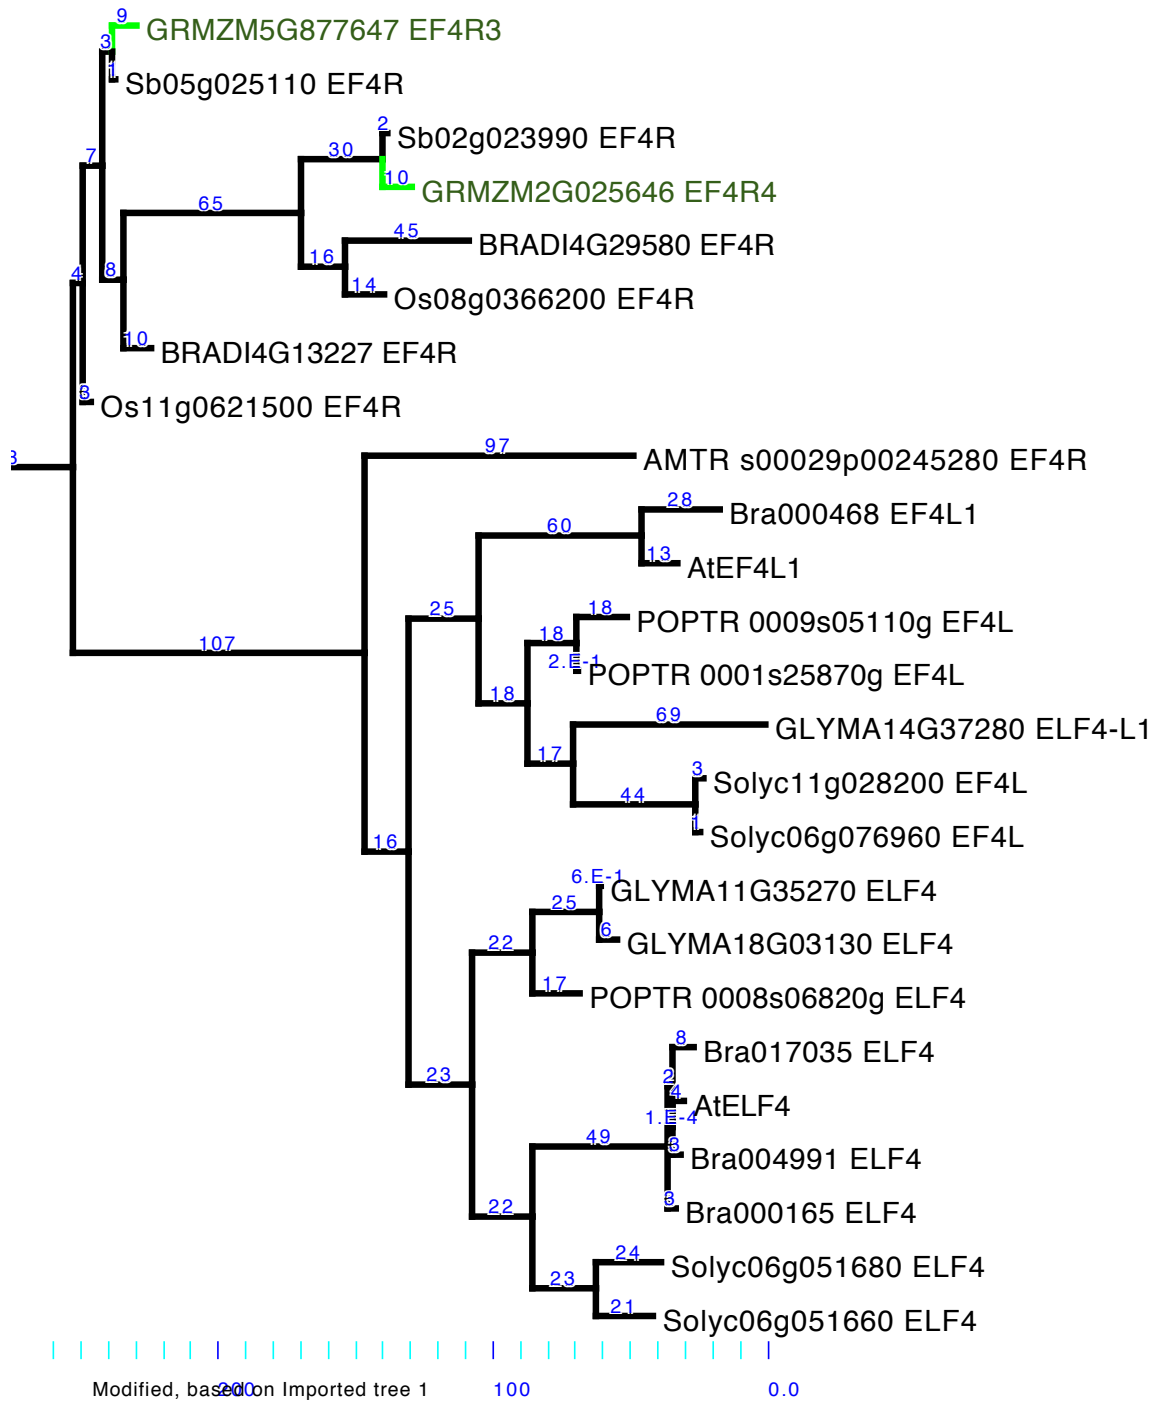 9
GRMZM5G877647 EF4R3
3
1
Sb05g025110 EF4R
2
Sb02g023990 EF4R
30
7
10
GRMZM2G025646 EF4R4
65
45
BRADI4G29580 EF4R
16
4
8
14
Os08g0366200 EF4R
10
BRADI4G13227 EF4R
3
Os11g0621500 EF4R
97
AMTR s00029p00245280 EF4R
28
Bra000468 EF4L1
60
13
AtEF4L1
25
18
POPTR 0009s05110g EF4L
18
107
2.E-1
POPTR 0001s25870g EF4L
18
69
GLYMA14G37280 ELF4-L1
17
3
Solyc11g028200 EF4L
44
1
Solyc06g076960 EF4L
16
6.E-1
GLYMA11G35270 ELF4
25
6
GLYMA18G03130 ELF4
22
17
POPTR 0008s06820g ELF4
8
Bra017035 ELF4
23
2
4
AtELF4
1.E-4
49
3
Bra004991 ELF4
3
Bra000165 ELF4
22
24
Solyc06g051680 ELF4
23
21
Solyc06g051660 ELF4
Modified, based on Imported tree 1
200
100
0.0